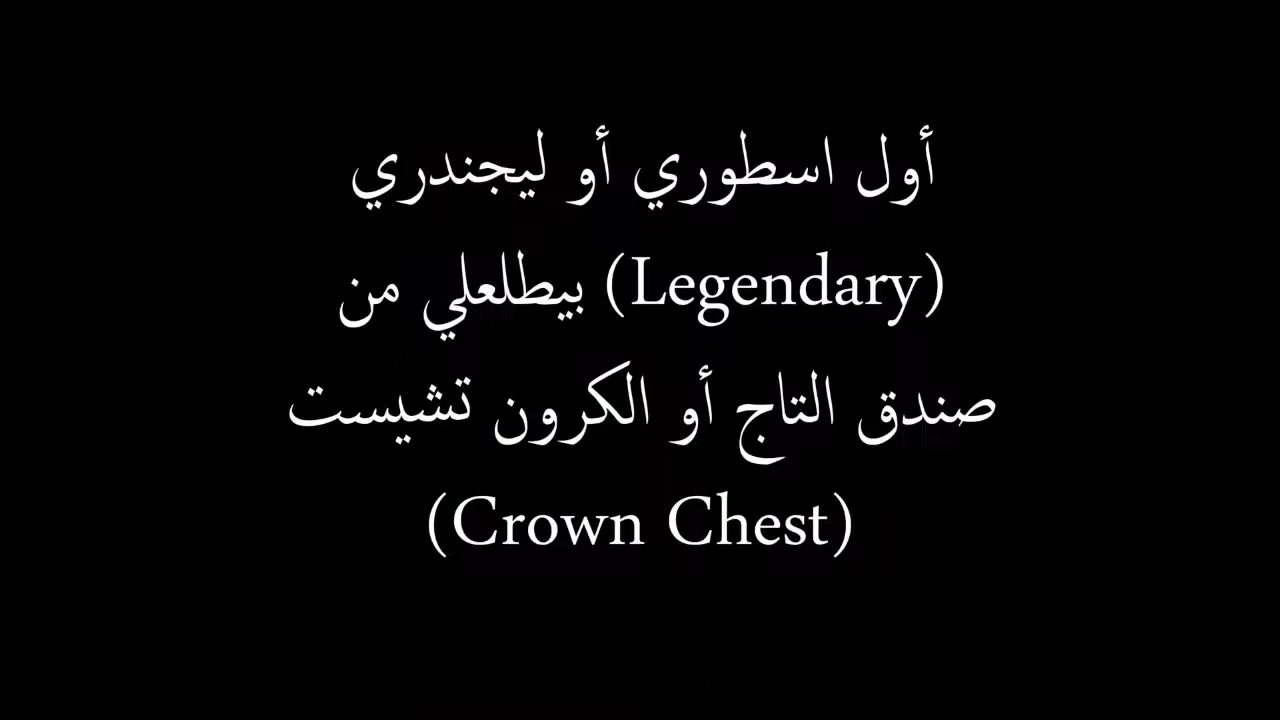 أول اسطوري أو ليجندري
(Legendary) بيطلعلي من
صندق التاج أو الكرون تشيست
(Crown Chest)